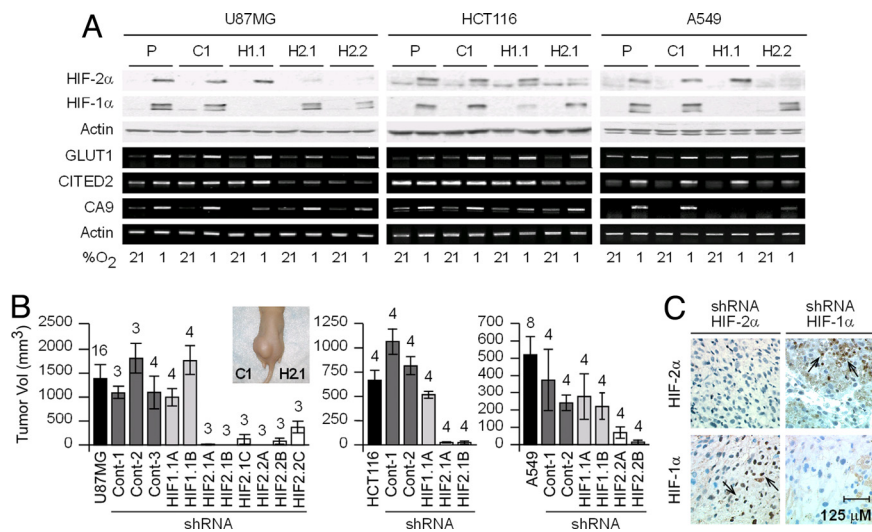 A
U87MG HCT116 A549
P C1 H1.1 H2.1 H2.2 P C1 H1.1 H2.1 P C1 H1.1 H2.2
HIF-2α
HIF-1α
Actin
GLUT1
CITED2
CA9
Actin
%O2 21 1 21 1 21 1 21 1 21 1 21 1 21 1 21 1 21 1 21 1 21 1 21 1 21 1
B
Tumor Vol (mm3)
2500
2000
1500
1000
500
0
16 3 3 4 4 4 3 3 3 3 3 3
C1 H2.1
U87MG Cont-1 Cont-2 Cont-3 HIF1.1A HIF1.1B HIF2.1A HIF2.1B HIF2.1C HIF2.2A HIF2.2B HIF2.2C
shRNA
1250
1000
750
500
250
0
4 4 4 4 4 4
HCT116 Cont-1 Cont-2 HIF1.1A HIF2.1A HIF2.1B
shRNA
700
600
500
400
300
200
100
0
8 4 4 4 4 4 4
A549 Cont-1 Cont-2 HIF1.1A HIF1.1B HIF2.2A HIF2.2B
shRNA
C
shRNA
HIF-2α
shRNA
HIF-1α
HIF-2α
HIF-1α
125 µM